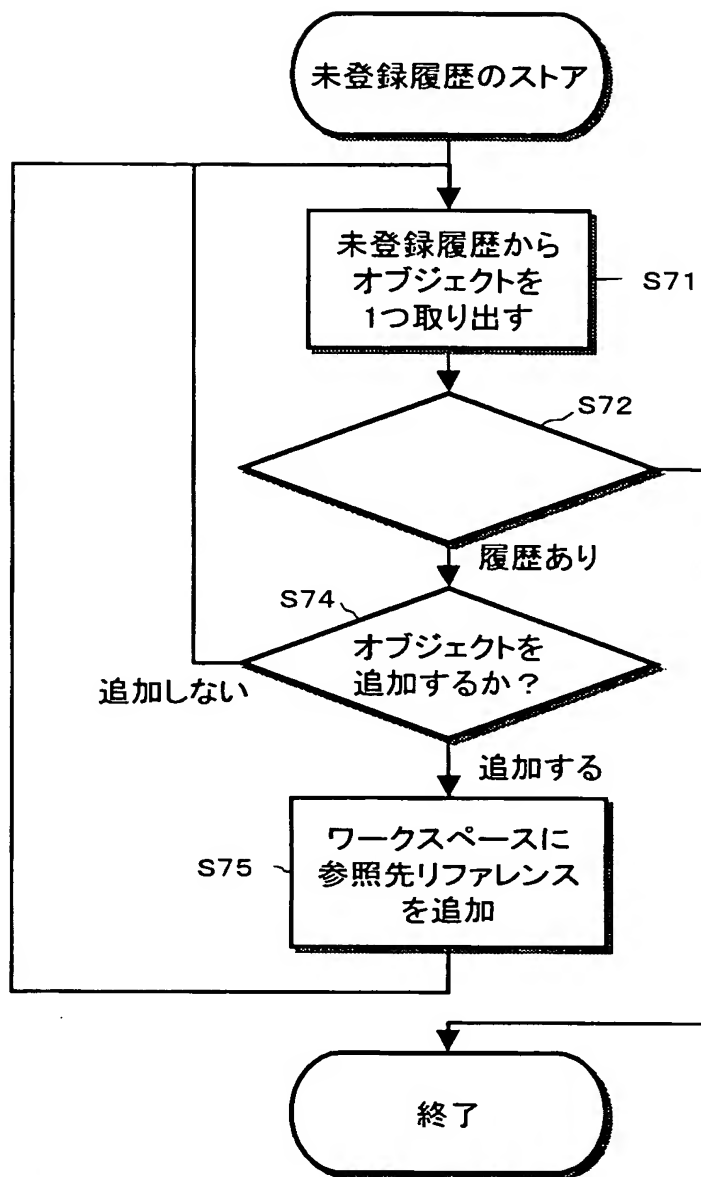 未登録履歴のストア
未登録履歴から
オブジェクトを
1つ取り出す
S71
S72
履歴あり
S74
オブジェクトを
追加するか？
追加しない
追加する
S75
ワークスペースに
参照先リファレンス
を追加
終了